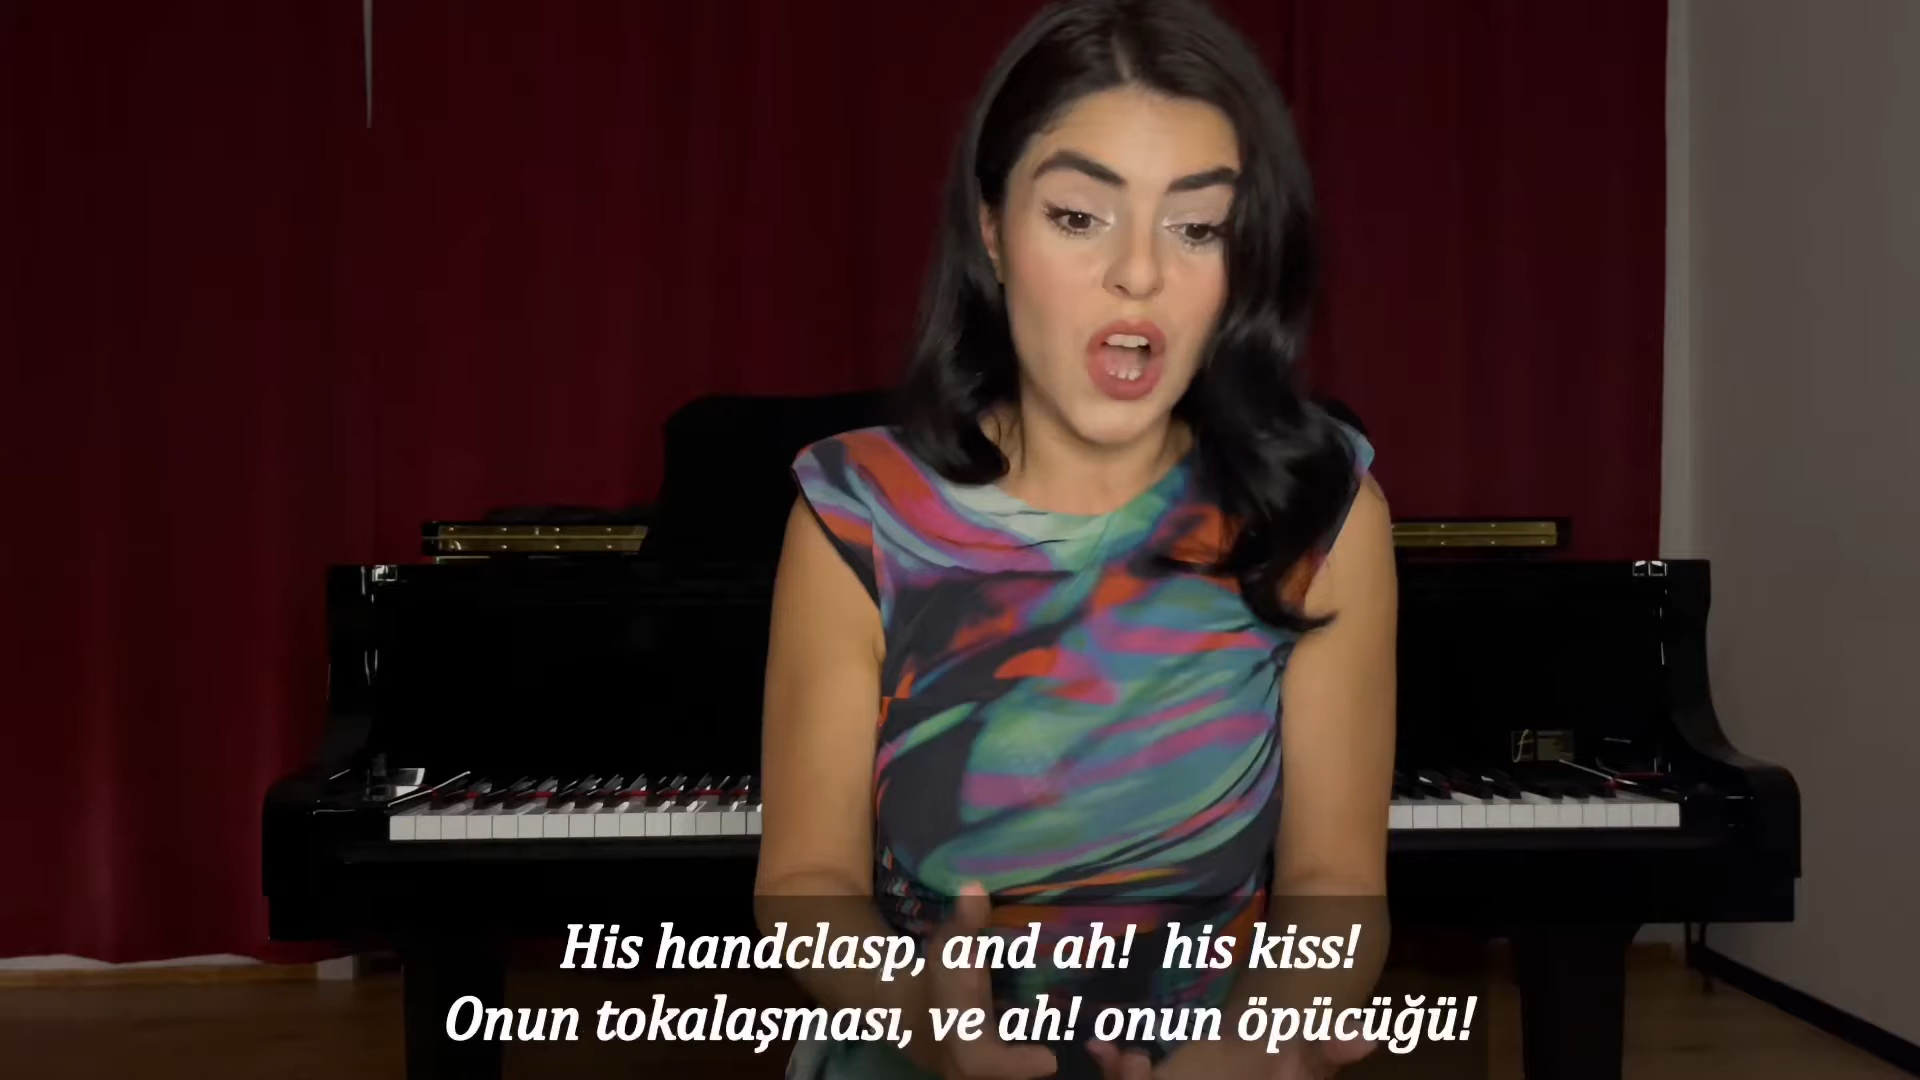 His handclasp, and ah! his kiss!
Onun tokalaşması, ve ah! onun öpücüğü!